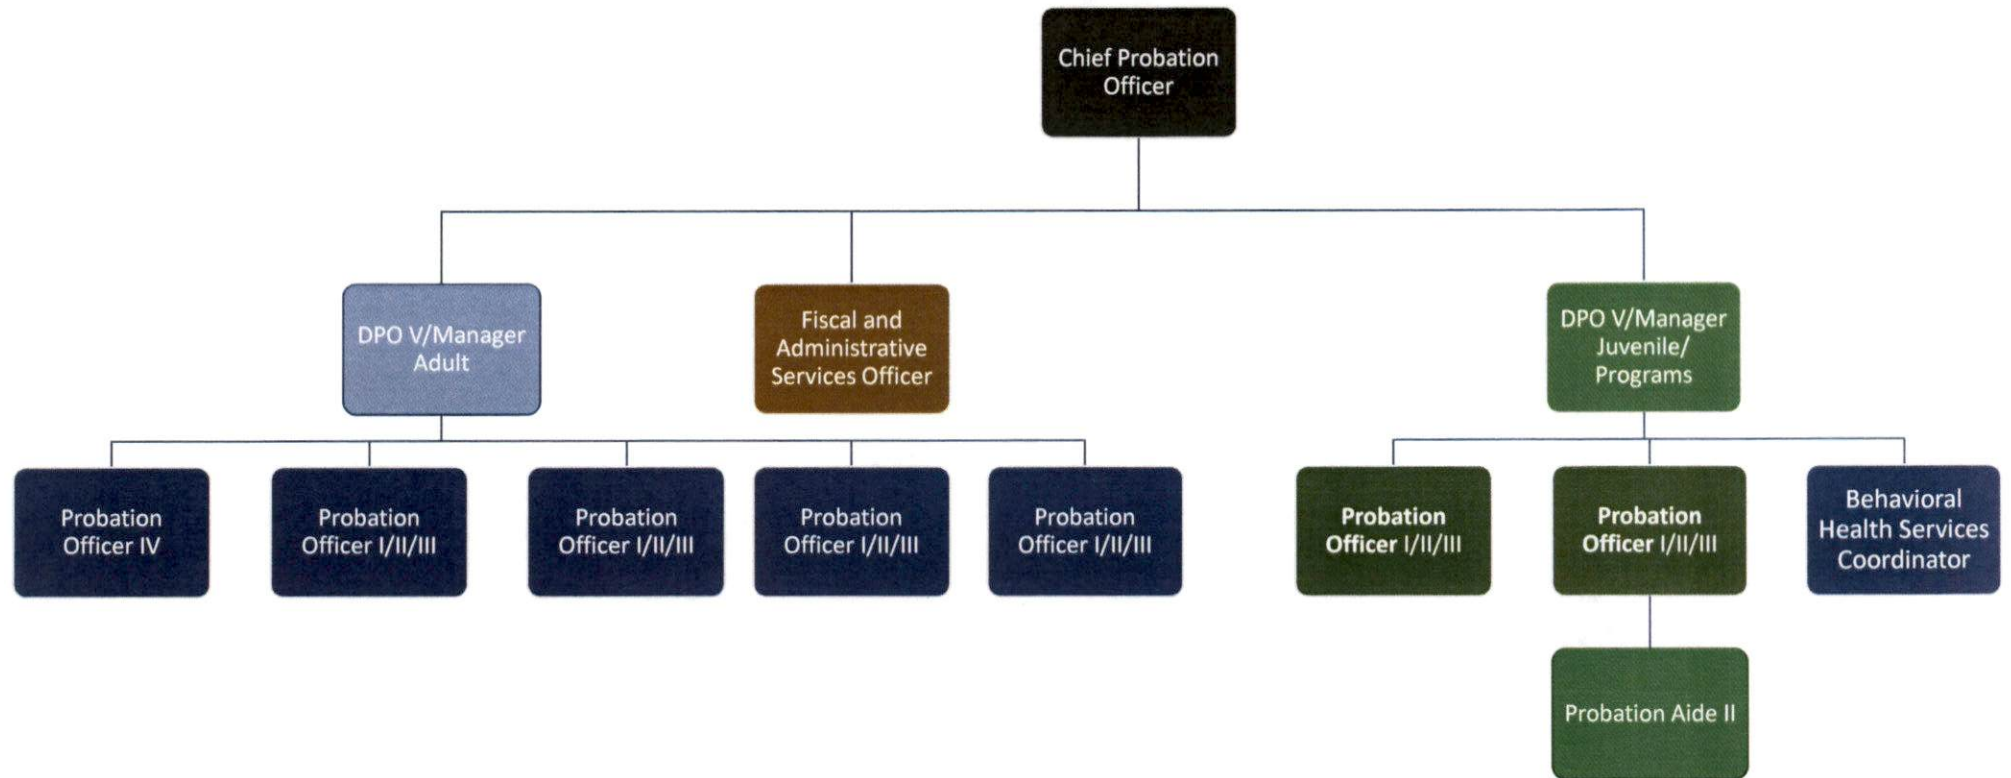 Chief Probation
Officer
DPO V/Manager
Adult
Fiscal and
Administrative
Services Officer
DPO V/Manager
Juvenile/
Programs
Probation
Officer IV
Probation
Officer I/II/III
Probation
Officer I/II/III
Probation
Officer I/II/III
Probation
Officer I/II/III
Probation
Officer I/II/III
Probation
Officer I/II/III
Behavioral
Health Services
Coordinator
Probation Aide II